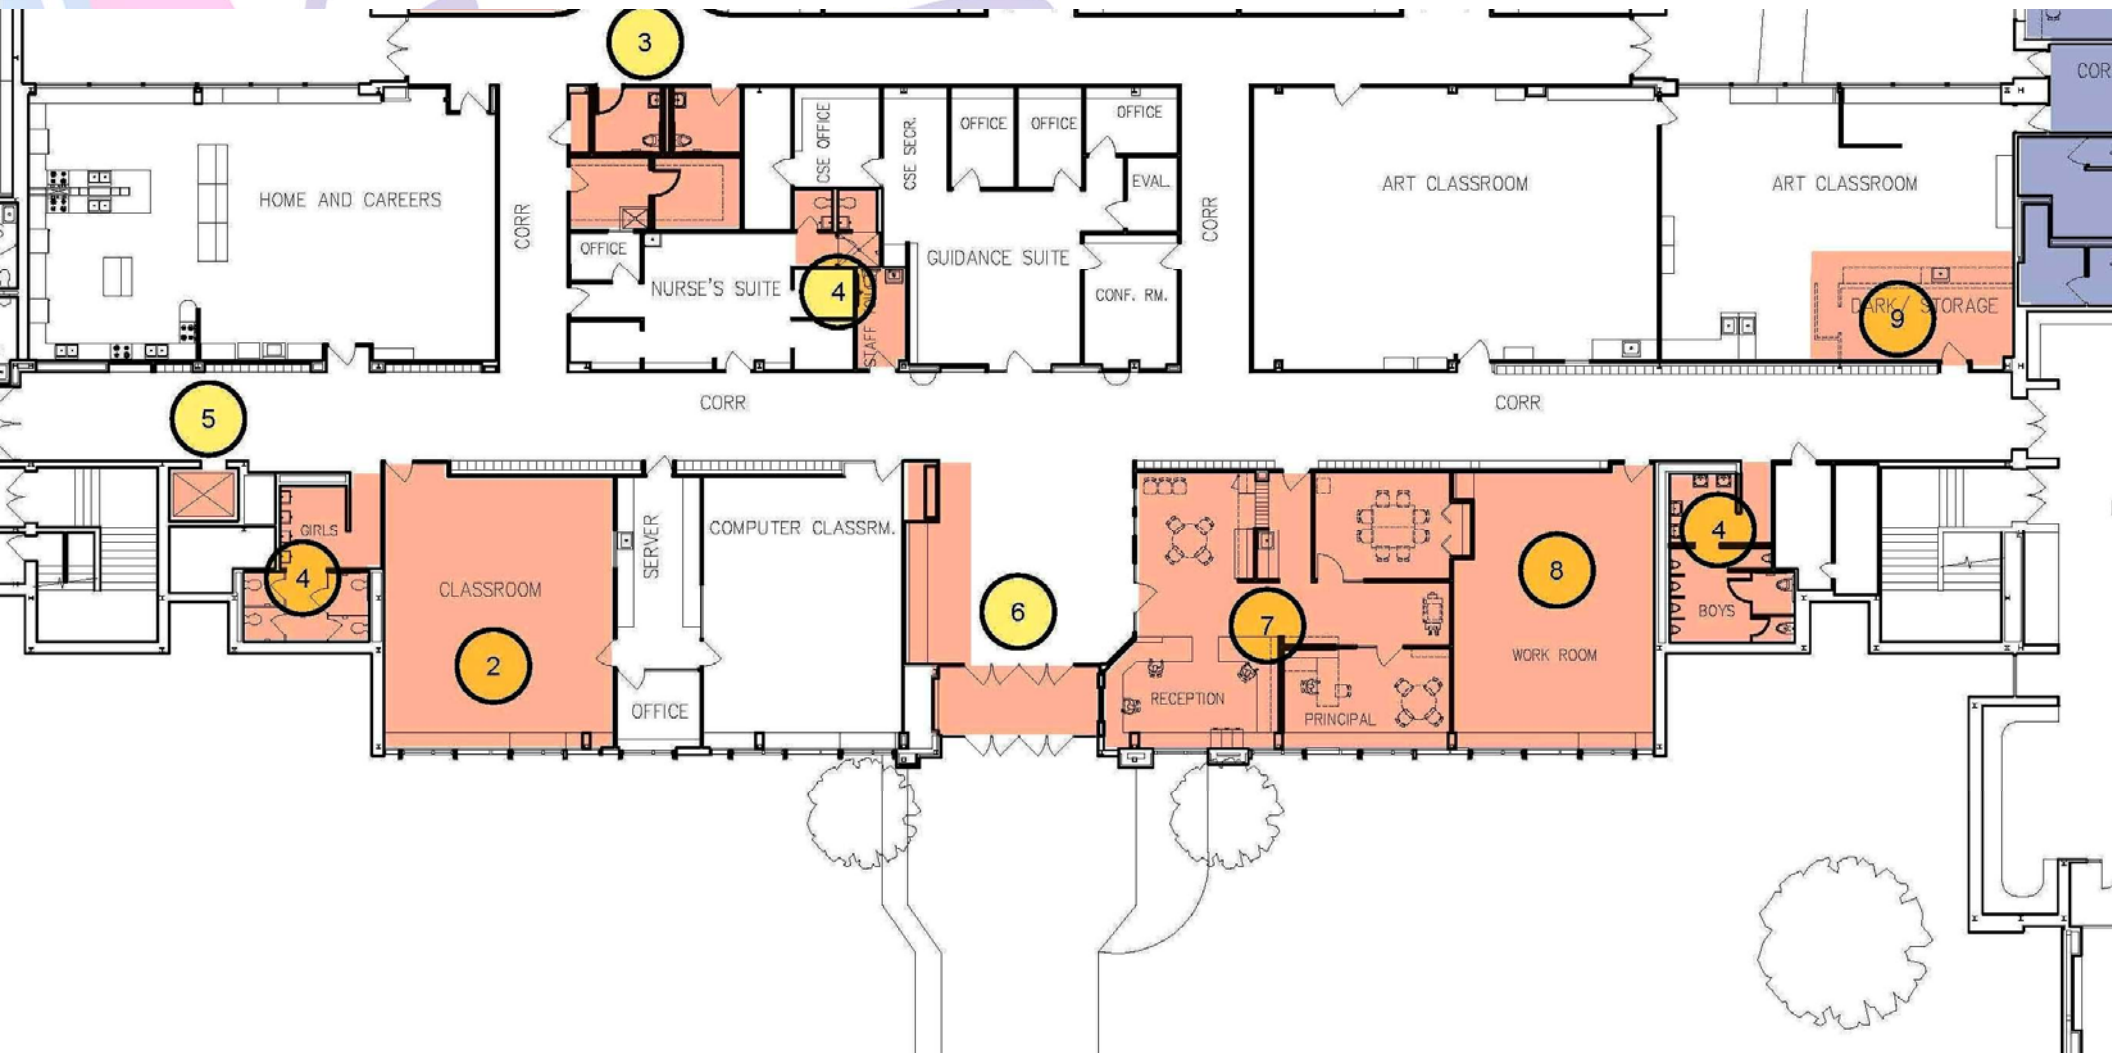 3
COR
CSE OFFICE
CSE SECR.
OFFICE
OFFICE
OFFICE
EVAL.
HOME AND CAREERS
CORR
CORR
ART CLASSROOM
ART CLASSROOM
OFFICE
NURSE'S SUITE
4
GUIDANCE SUITE
CONF. RM.
STAFF
DARK/ STORAGE
9
5
CORR
CORR
GIRLS
4
CLASSROOM
2
SERVER
COMPUTER CLASSRM.
OFFICE
6
7
RECEPTION
PRINCIPAL
8
WORK ROOM
4
BOYS